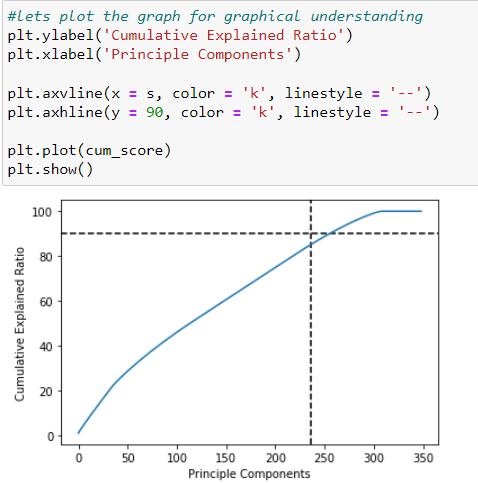 #lets plot the graph for graphical understanding
plt.ylabel('Cumulative Explained Ratio')
plt.xlabel('Principle Components')
plt.axvline(x = s, color = 'k', linestyle = '--')
plt.axhline(y = 90, color = 'k', linestyle = '--')
plt.plot(cum_score)
plt.show()
100
80
60
40
20
0
Cumulative Explained Ratio
0 50 100 150 200 250 300 350
Principle Components